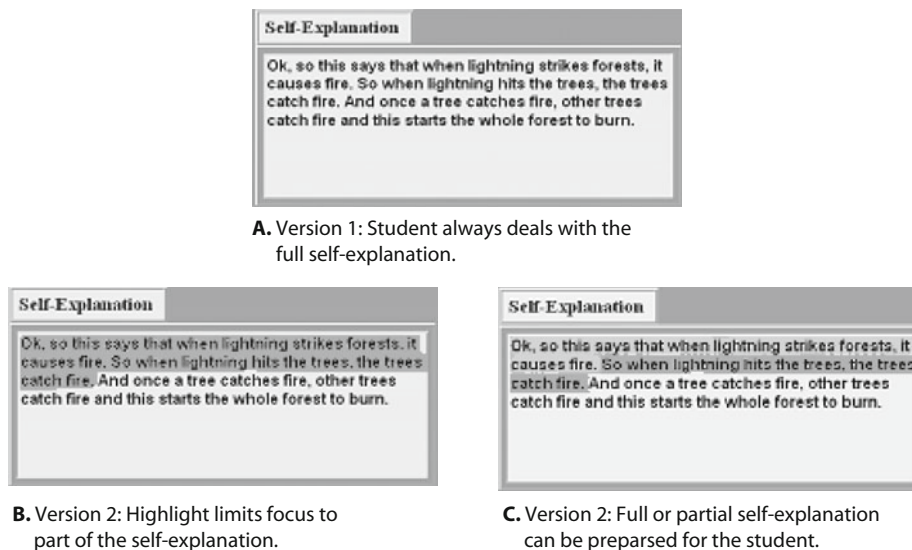 Self-Explanation
Ok, so this says that when lightning strikes forests, it
causes fire. So when lightning hits the trees, the trees
catch fire. And once a tree catches fire, other trees
catch fire and this starts the whole forest to burn.
A. Version 1: Student always deals with the
full self-explanation.
Self-Explanation
Ok, so this says that when lightning strikes forests, it
causes fire. So when lightning hits the trees, the trees
catch fire. And once a tree catches fire, other trees
catch fire and this starts the whole forest to burn.
B. Version 2: Highlight limits focus to
part of the self-explanation.
Self-Explanation
Ok, so this says that when lightning strikes forests, it
causes fire. So when lightning hits the trees, the trees
catch fire. And once a tree catches fire, other trees
catch fire and this starts the whole forest to burn.
C. Version 2: Full or partial self-explanation
can be preparsed for the student.